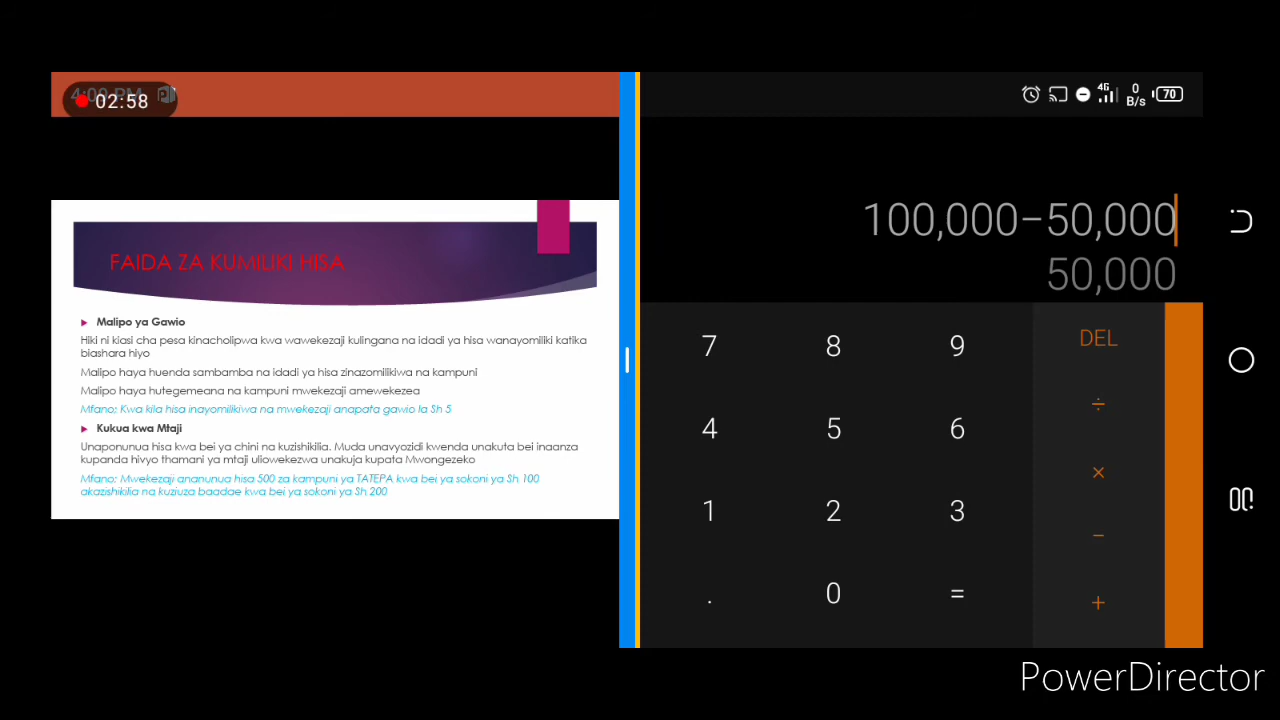 4:00 PM
02:58
4G
0
B/s
70
FAIDA ZA KUMILIKI HISA
Malipo ya Gawio
Hiki ni kiasi cha pesa kinacholipwa kwa wawekezaji kulingana na idadi ya hisa wanayomiliki katika
biashara hiyo
Malipo haya huenda sambamba na idadi ya hisa zinazomilikiwa na kampuni
Malipo haya hutegemeana na kampuni mwekezaji amewekezea
Mfano; Kwa kila hisa inayomilikiwa na mwekezaji anapata gawio la Sh 5
Kukua kwa Mtaji
Unaponunua hisa kwa bei ya chini na kuzishikilia. Muda unavyozidi kwenda unakuta bei inaanza
kupanda hivyo thamani ya mtaji uliowekezwa unakuja kupata Mwongezeko
Mfano: Mwekezaji ananunua hisa 500 za kampuni ya TATEPA kwa bei ya sokoni ya Sh 100
akazishikilia na kuziuza baadae kwa bei ya sokoni ya Sh 200
100,000−50,000
50,000
7 8 9 DEL
÷
4 5 6
×
1 2 3
−
. 0 = +
PowerDirector